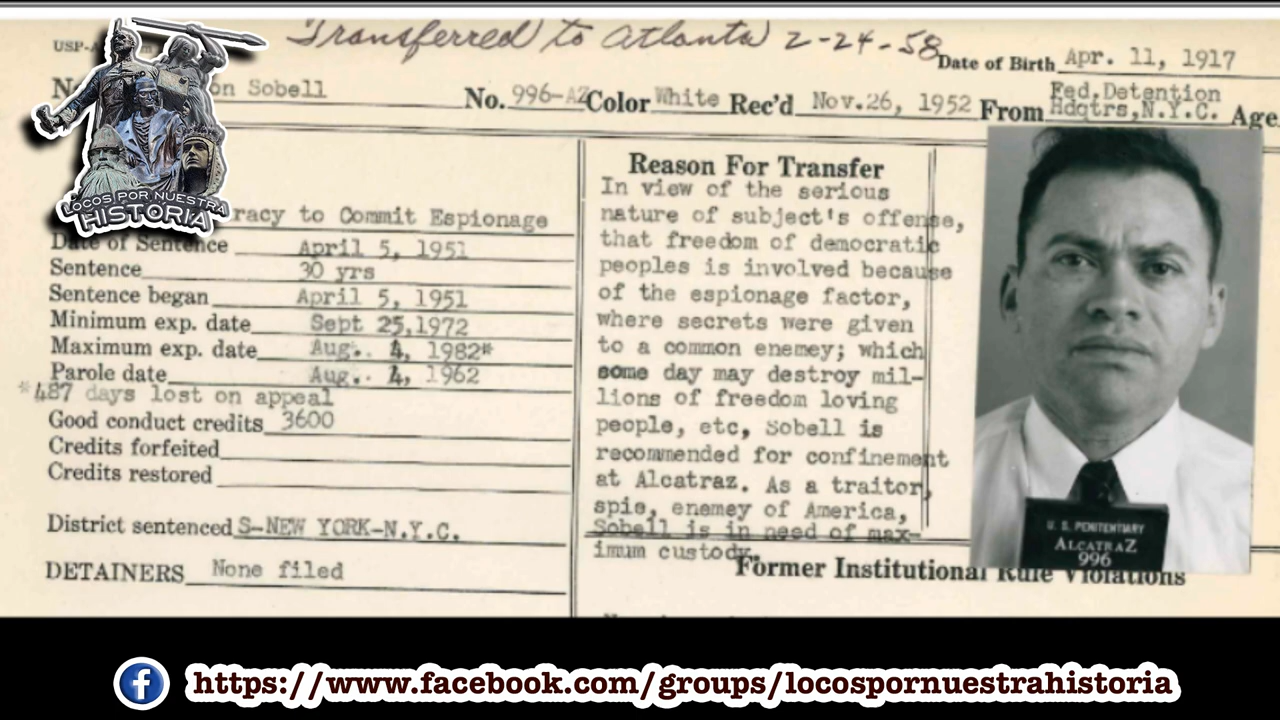 Transferred to Atlanta 2-24-58
USP-A
Date of Birth Apr. 11, 1917
on Sobell No. 996-AZ Color White Rec'd Nov.26, 1952 From Fed.Detention
Hdqtrs,N.Y.C. Age
LOCOS POR NUESTRA
HISTORIA
racy to Commit Espionage
Date of Sentence April 5, 1951
Sentence 30 yrs
Sentence began April 5, 1951
Minimum exp. date Sept 25,1972
Maximum exp. date Aug. 4, 1982*
Parole date Aug. 4, 1962
*487 days lost on appeal
Good conduct credits 3600
Credits forfeited
Credits restored
District sentenced S-NEW YORK-N.Y.C.
DETAINERS None filed
Reason For Transfer
In view of the serious
nature of subject's offense,
that freedom of democratic
peoples is involved because
of the espionage factor,
where secrets were given
to a common enemey; which
some day may destroy mil-
lions of freedom loving
people, etc, Sobell is
recommended for confinement
at Alcatraz. As a traitor,
spie, enemey of America,
Sobell is in need of max-
imum custody.
Former Institutional Rule Violations
U. S. PENITENTIARY
ALCATRAZ
996
f https://www.facebook.com/groups/locospornuestrahistoria